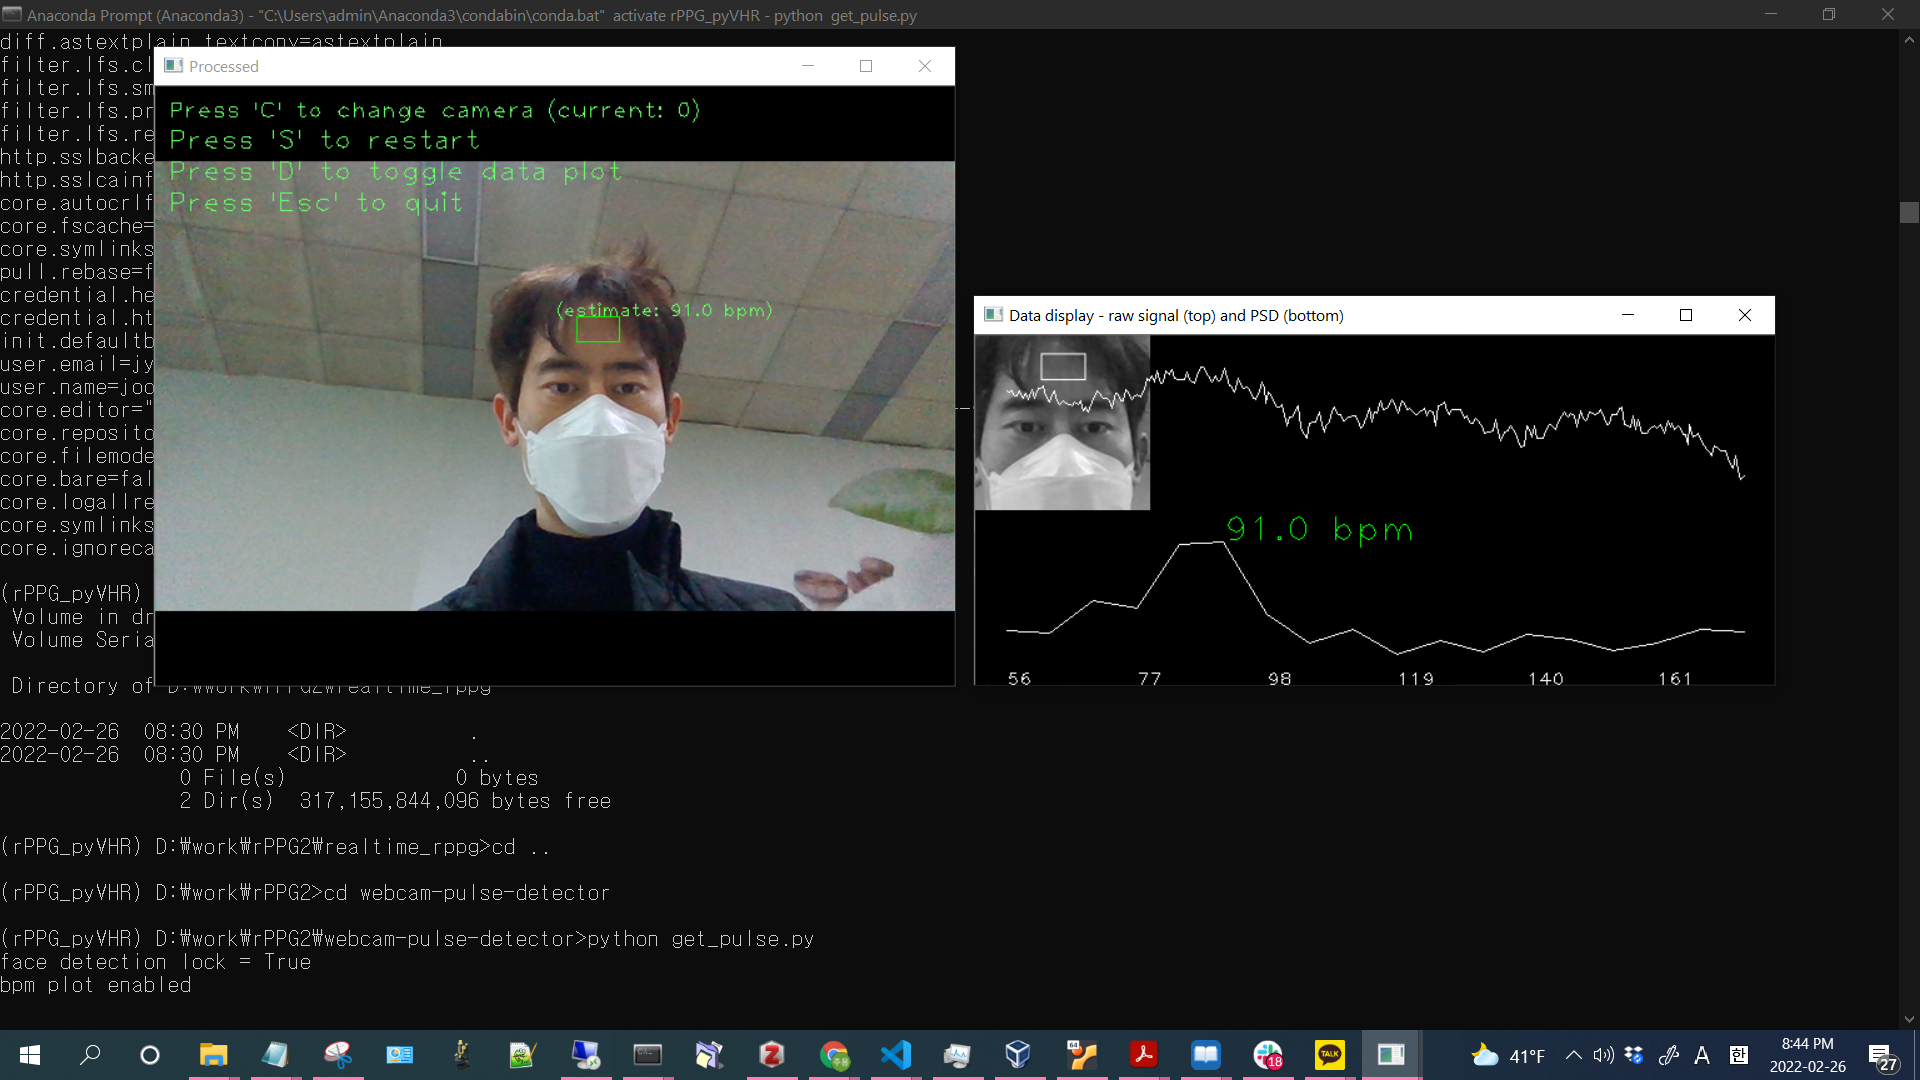 Anaconda Prompt (Anaconda3) - "C:\Users\admin\Anaconda3\condabin\conda.bat"  activate rPPG_pyVHR - python  get_pulse.py
diff.astextplain.textconv=astextplain
filter.lfs.cl
filter.lfs.sm
filter.lfs.pr
filter.lfs.re
http.sslbacke
http.sslcainf
core.autocrlf
core.fscache=
core.symlinks
pull.rebase=f
credential.he
credential.ht
init.defaultb
user.email=jy
user.name=joo
core.editor="
core.reposito
core.filemode
core.bare=fal
core.logallre
core.symlinks
core.ignoreca
(rPPG_pyVHR)
Volume in dr
Volume Seria
Directory of D:₩work₩rPPG2₩realtime_rppg
2022-02-26  08:30 PM    <DIR>          .
2022-02-26  08:30 PM    <DIR>          ..
0 File(s)              0 bytes
2 Dir(s)  317,155,844,096 bytes free
(rPPG_pyVHR) D:₩work₩rPPG2₩realtime_rppg>cd ..
(rPPG_pyVHR) D:₩work₩rPPG2>cd webcam-pulse-detector
(rPPG_pyVHR) D:₩work₩rPPG2₩webcam-pulse-detector>python get_pulse.py
face detection lock = True
bpm plot enabled
Processed
Press 'C' to change camera (current: 0)
Press 'S' to restart
Press 'D' to toggle data plot
Press 'Esc' to quit
(estimate: 91.0 bpm)
Data display - raw signal (top) and PSD (bottom)
91.0 bpm
56 77 98 119 140 161
64
18
TALK
41°F
A
한
8:44 PM
2022-02-26
27